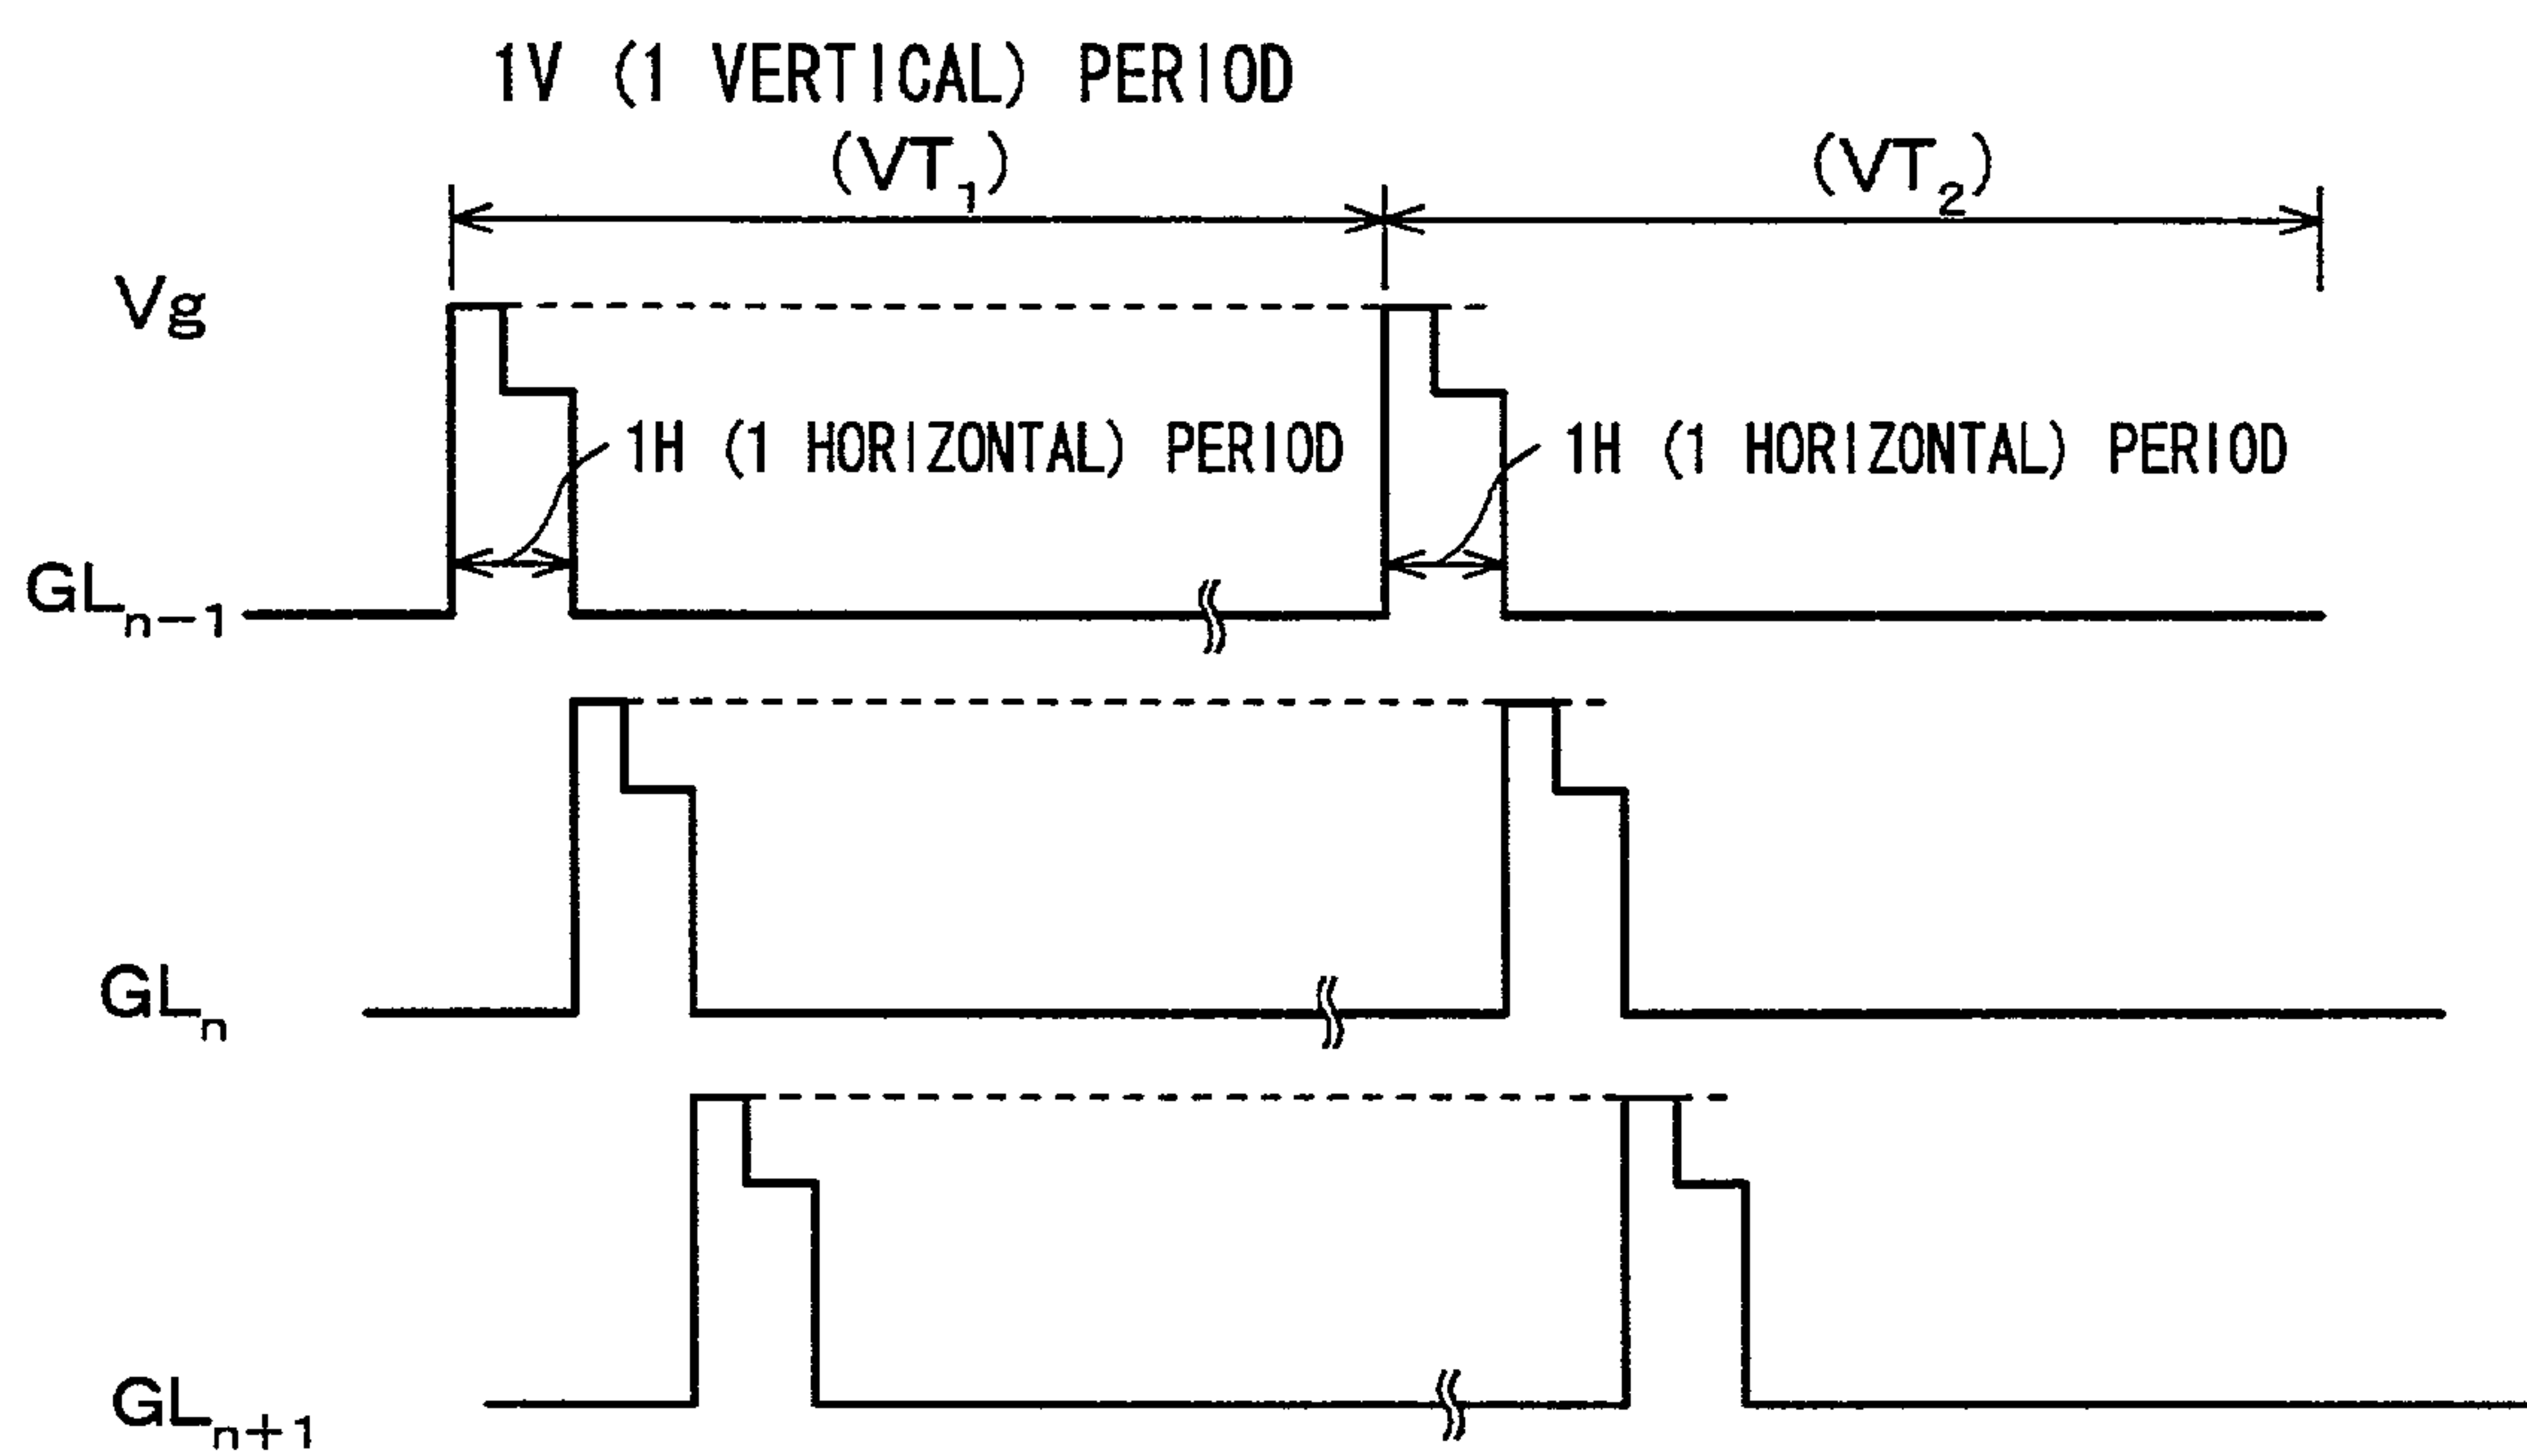 1V (1 VERTICAL) PERIOD
(VT₁) (VT₂)
Vg
1H (1 HORIZONTAL) PERIOD 1H (1 HORIZONTAL) PERIOD
GLₙ₋₁
GLₙ
GLₙ₊₁